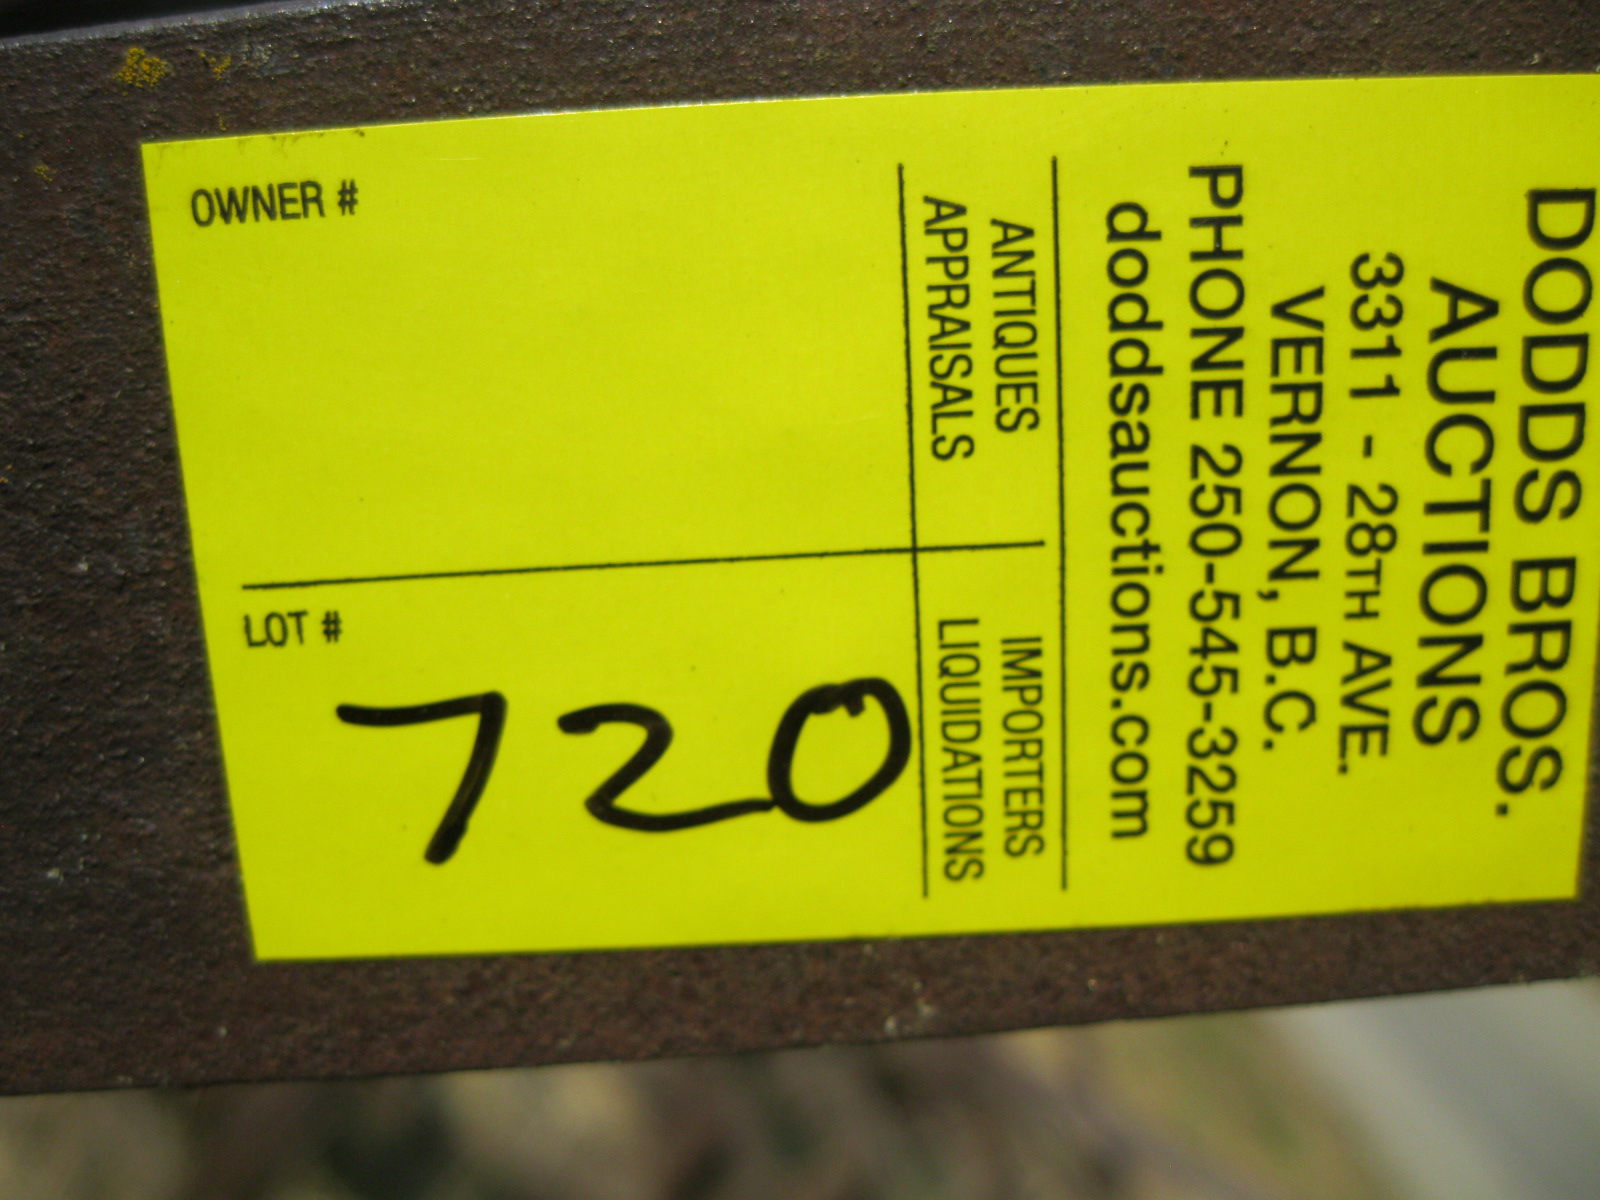 DODDS BROS.
AUCTIONS
3311 - 28TH AVE.
VERNON, B.C.
PHONE 250-545-3259
doddsauctions.com
ANTIQUES
APPRAISALS
IMPORTERS
LIQUIDATIONS
OWNER #
LOT #
720